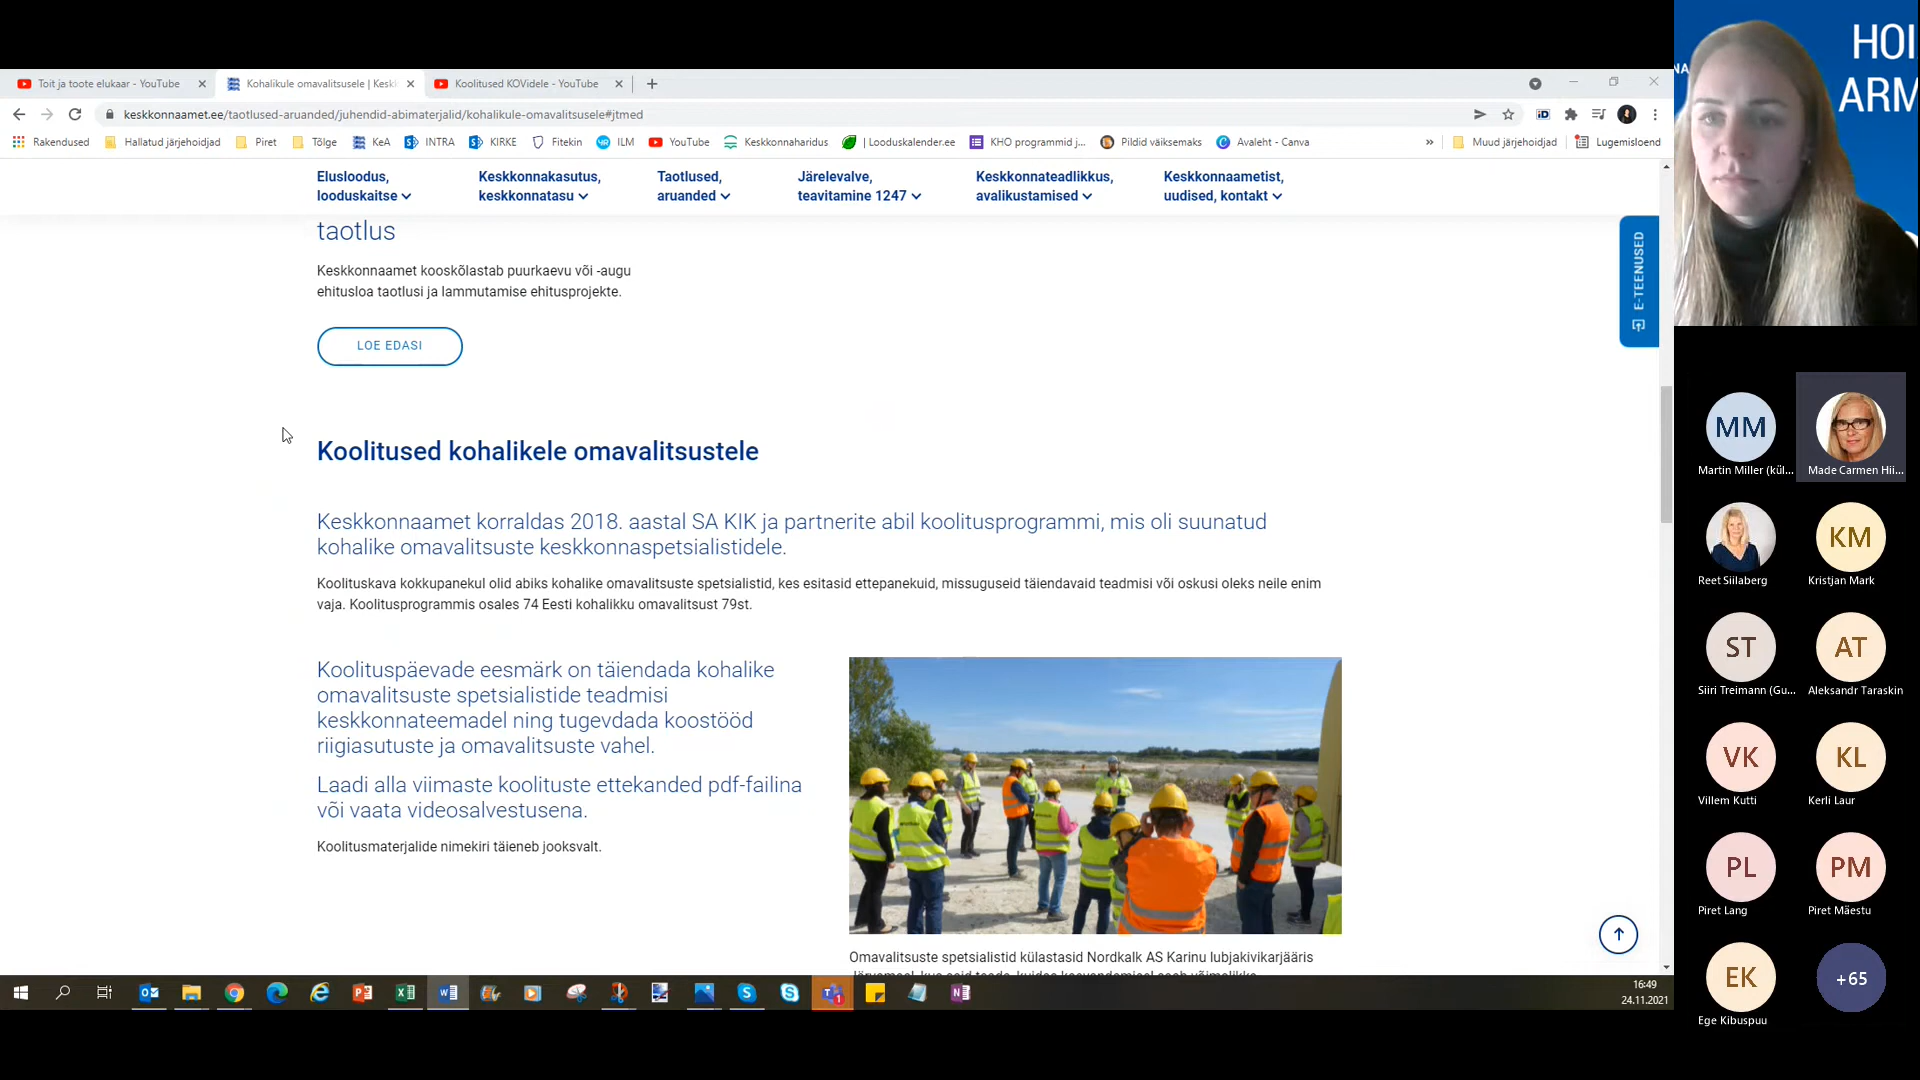 Toit ja toote elukaar - YouTube
Kohalikule omavalitsusele | Keskk
Koolitused KOVidele - YouTube
keskkonnaamet.ee/taotlused-aruanded/juhendid-abimaterjalid/kohalikule-omavalitsusele#jtmed
Rakendused
Hallatud järjehoidjad
Piret
Tõlge
KeA
INTRA
KIRKE
Fitekin
ILM
YouTube
Keskkonnaharidus
| Looduskalender.ee
KHO programmid j...
Pildid väiksemaks
Avaleht - Canva
»
Muud järjehoidjad
Lugemisloend
Elusloodus,
looduskaitse
Keskkonnakasutus,
keskkonnatasu
Taotlused,
aruanded
Järelevalve,
teavitamine 1247
Keskkonnateadlikkus,
avalikustamised
Keskkonnaametist,
uudised, kontakt
taotlus
Keskkonnaamet kooskõlastab puurkaevu või -augu
ehitusloa taotlusi ja lammutamise ehitusprojekte.
LOE EDASI
E-TEENUSED
Koolitused kohalikele omavalitsustele
Keskkonnaamet korraldas 2018. aastal SA KIK ja partnerite abil koolitusprogrammi, mis oli suunatud
kohalike omavalitsuste keskkonnaspetsialistidele.
Koolituskava kokkupanekul olid abiks kohalike omavalitsuste spetsialistid, kes esitasid ettepanekuid, missuguseid täiendavaid teadmisi või oskusi oleks neile enim
vaja. Koolitusprogrammis osales 74 Eesti kohalikku omavalitsust 79st.
Koolituspäevade eesmärk on täiendada kohalike
omavalitsuste spetsialistide teadmisi
keskkonnateemadel ning tugevdada koostööd
riigiasutuste ja omavalitsuste vahel.
Laadi alla viimaste koolituste ettekanded pdf-failina
või vaata videosalvestusena.
Koolitusmaterjalide nimekiri täieneb jooksvalt.
Omavalitsuste spetsialistid külastasid Nordkalk AS Karinu lubjakivikarjääris
16:49
24.11.2021
HOI
ARM
NA
MM
Martin Miller (kül...
Made Carmen Hii...
Reet Siilaberg
KM
Kristjan Mark
ST
Siiri Treimann (Gu...
AT
Aleksandr Taraskin
VK
Villem Kutti
KL
Kerli Laur
PL
Piret Lang
PM
Piret Mäestu
EK
Ege Kibuspuu
+65